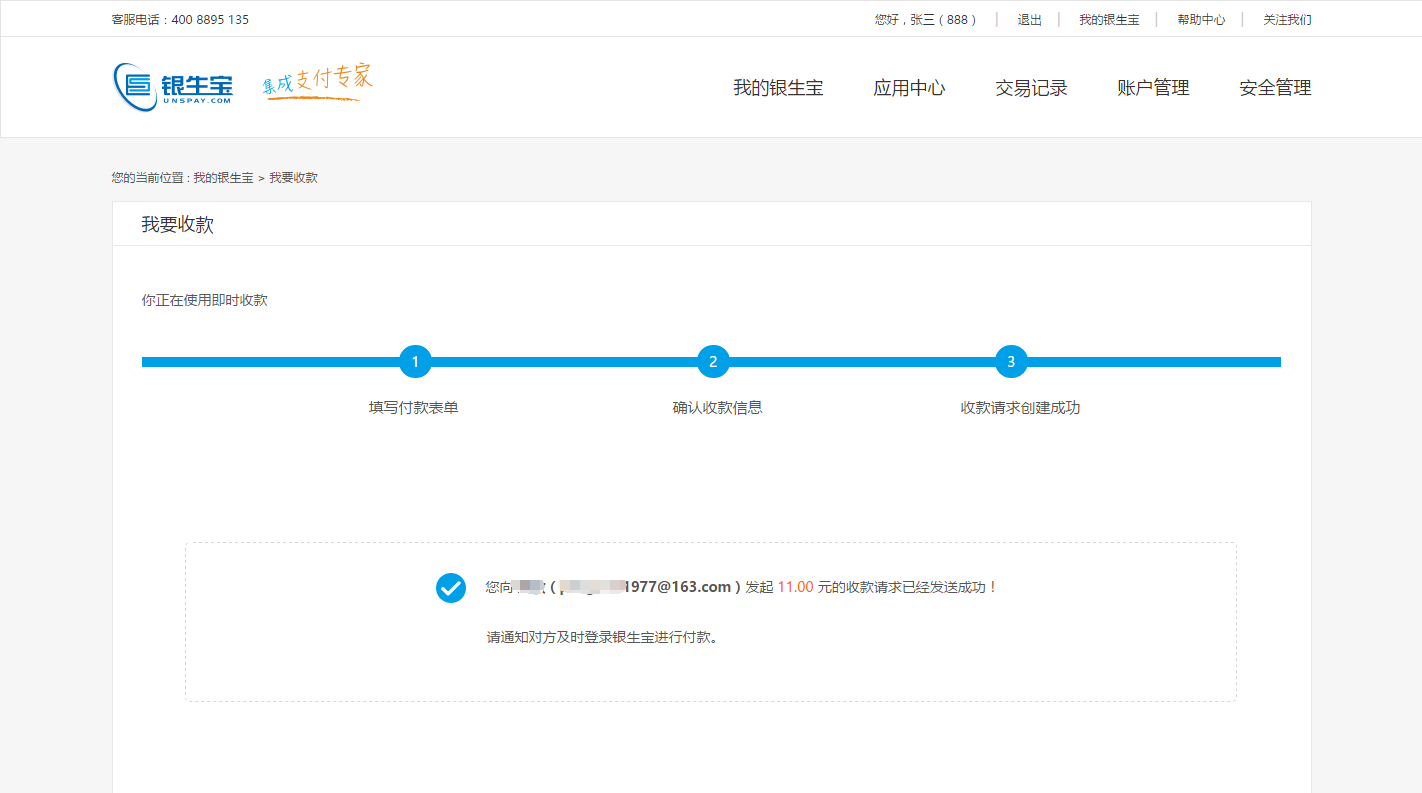 客服电话：400 8895 135
您好，张三（888） | 退出 | 我的银生宝 | 帮助中心 | 关注我们
银生宝
UNSPAY.COM
集成支付专家
我的银生宝 应用中心 交易记录 账户管理 安全管理
您的当前位置 : 我的银生宝 > 我要收款
我要收款
你正在使用即时收款
1 2 3
填写付款表单 确认收款信息 收款请求创建成功
您向 ( 1977@163.com ) 发起 11.00 元的收款请求已经发送成功！
请通知对方及时登录银生宝进行付款。